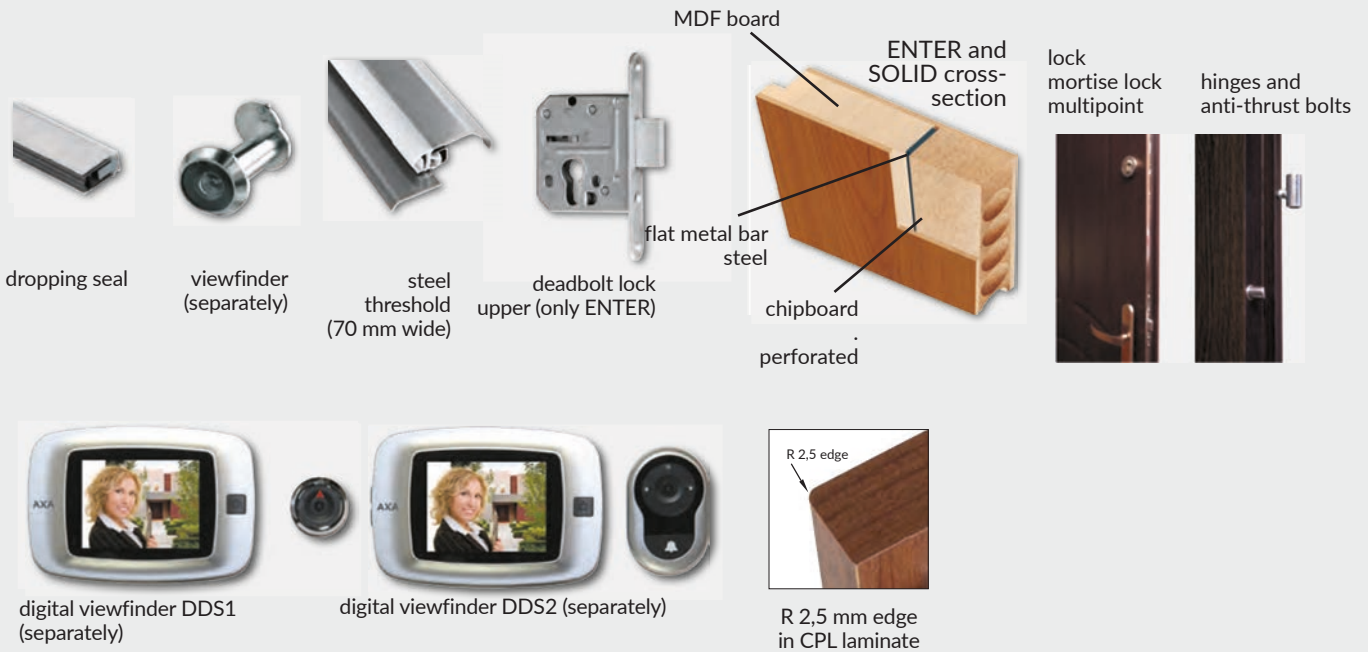 MDF board
ENTER and
SOLID cross-
section
lock
mortise lock
multipoint
hinges and
anti-thrust bolts
flat metal bar
steel
dropping seal
viewfinder
(separately)
steel
threshold
(70 mm wide)
deadbolt lock
upper (only ENTER)
chipboard
.
perforated
AXA
AXA
R 2,5 edge
digital viewfinder DDS1
(separately)
digital viewfinder DDS2 (separately)
R 2,5 mm edge
in CPL laminate